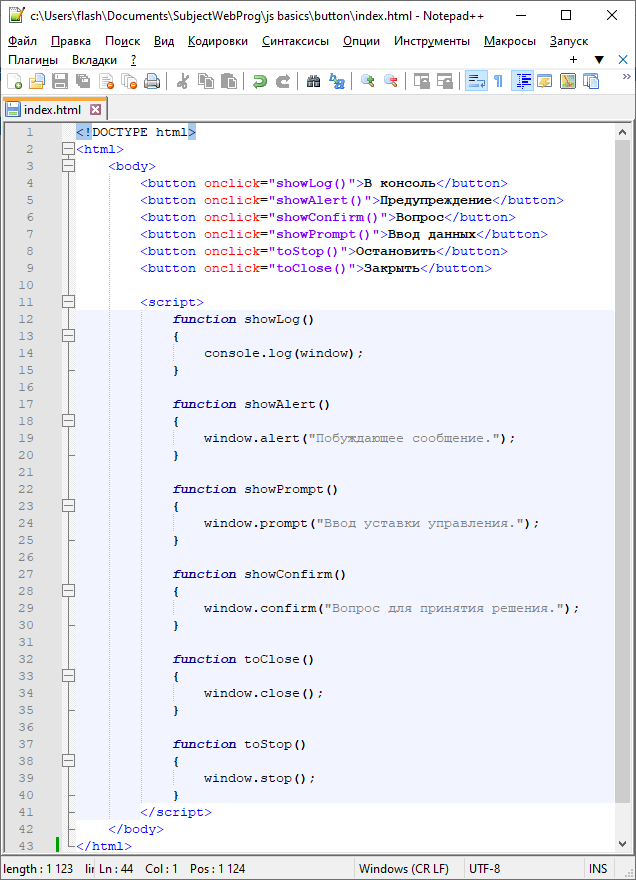 c:\Users\flash\Documents\SubjectWebProg\js basics\button\index.html - Notepad++
Файл Правка Поиск Вид Кодировки Синтаксисы Опции Инструменты Макросы Запуск
Плагины Вкладки ? + ▼ X
index.html
1 <!DOCTYPE html>
2 <html>
3 <body>
4 <button onclick="showLog()">В консоль</button>
5 <button onclick="showAlert()">Предупреждение</button>
6 <button onclick="showConfirm()">Вопрос</button>
7 <button onclick="showPrompt()">Ввод данных</button>
8 <button onclick="toStop()">Остановить</button>
9 <button onclick="toClose()">Закрыть</button>
10
11 <script>
12 function showLog()
13 {
14 console.log(window);
15 }
16
17 function showAlert()
18 {
19 window.alert("Побуждающее сообщение.");
20 }
21
22 function showPrompt()
23 {
24 window.prompt("Ввод уставки управления.");
25 }
26
27 function showConfirm()
28 {
29 window.confirm("Вопрос для принятия решения.");
30 }
31
32 function toClose()
33 {
34 window.close();
35 }
36
37 function toStop()
38 {
39 window.stop();
40 }
41 </script>
42 </body>
43 </html>
length : 1 123 lir Ln : 44 Col : 1 Pos : 1 124 Windows (CR LF) UTF-8 INS